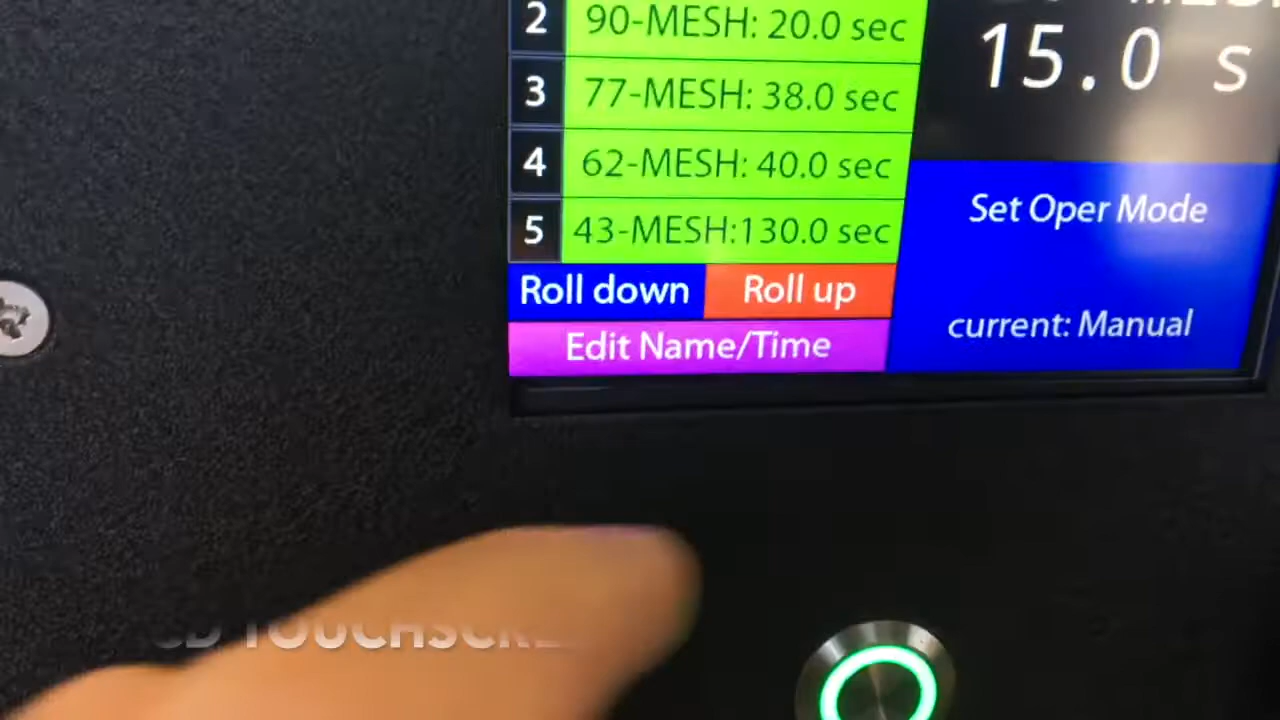 2 90-MESH: 20.0 sec
3 77-MESH: 38.0 sec
4 62-MESH: 40.0 sec
5 43-MESH:130.0 sec
Roll down Roll up
Edit Name/Time
15.0 s
Set Oper Mode
current: Manual